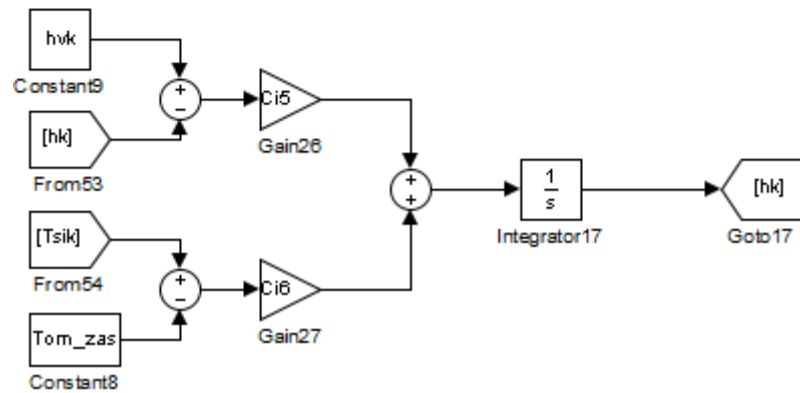 hvk
+
−
Constant9
Ci5
Gain26
[hk]
From53
+
+
1
s
Integrator17
[hk]
Goto17
[Tsik]
From54
+
−
Ci6
Gain27
Tom_zas
Constant8